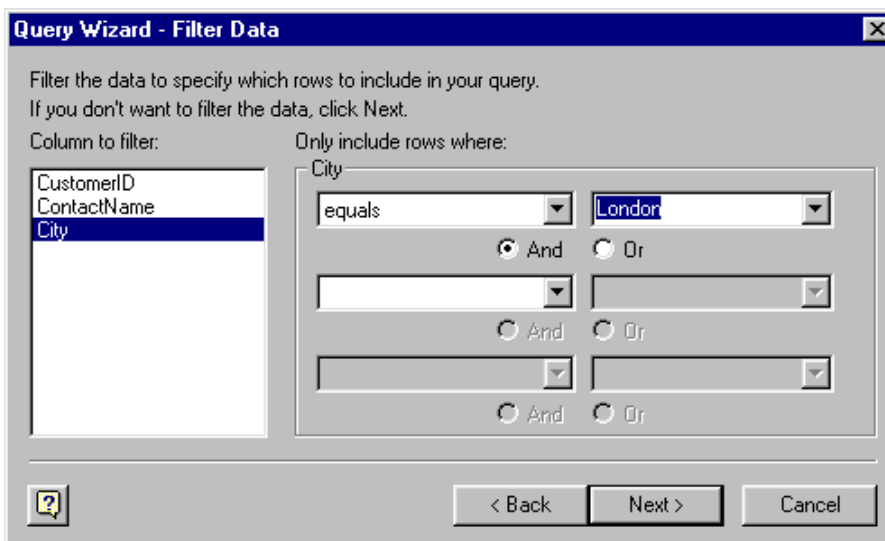 Query Wizard - Filter Data
Filter the data to specify which rows to include in your query.
If you don't want to filter the data, click Next.
Column to filter: Only include rows where:
CustomerID
ContactName
City
City
equals London
And Or
And Or
And Or
? < Back Next > Cancel